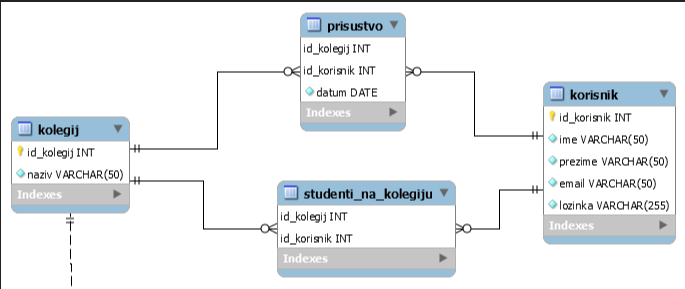 prisustvo
id_kolegij INT
id_korisnik INT
datum DATE
Indexes
korisnik
id_korisnik INT
ime VARCHAR(50)
prezime VARCHAR(50)
email VARCHAR(50)
lozinka VARCHAR(255)
Indexes
kolegij
id_kolegij INT
naziv VARCHAR(50)
Indexes
studenti_na_kolegiju
id_kolegij INT
id_korisnik INT
Indexes